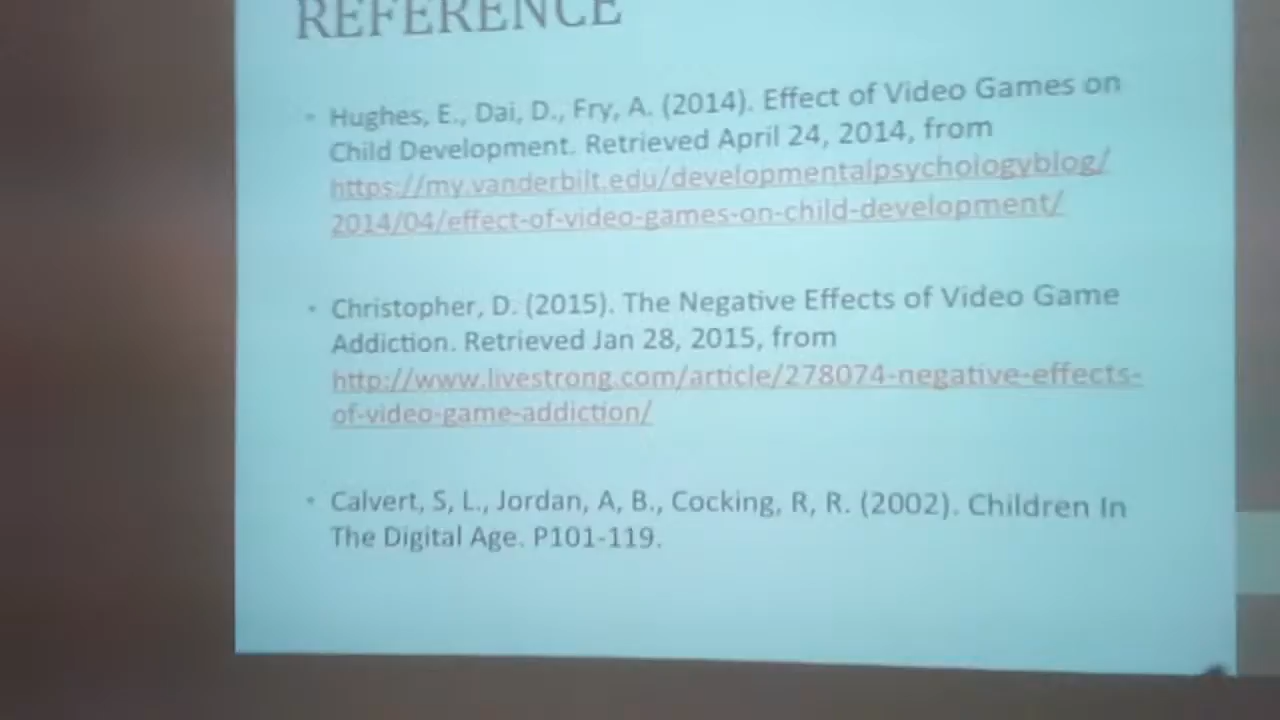 REFERENCE
• Hughes, E., Dai, D., Fry, A. (2014). Effect of Video Games on
Child Development. Retrieved April 24, 2014, from
https://my.vanderbilt.edu/developmentalpsychologyblog/
2014/04/effect-of-video-games-on-child-development/
• Christopher, D. (2015). The Negative Effects of Video Game
Addiction. Retrieved Jan 28, 2015, from
http://www.livestrong.com/article/278074-negative-effects-
of-video-game-addiction/
• Calvert, S, L., Jordan, A, B., Cocking, R, R. (2002). Children In
The Digital Age. P101-119.